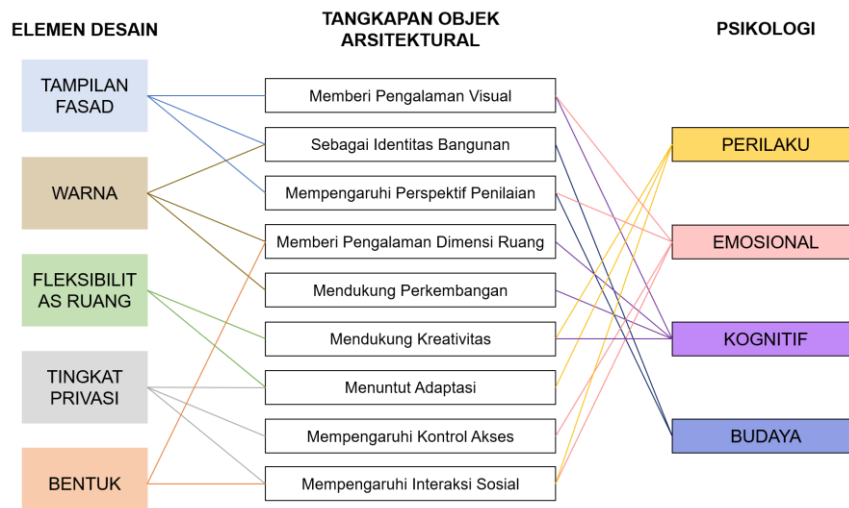 ELEMEN DESAIN
TANGKAPAN OBJEK
ARSITEKTURAL
PSIKOLOGI
TAMPILAN
FASAD
WARNA
FLEKSIBILIT
AS RUANG
TINGKAT
PRIVASI
BENTUK
Memberi Pengalaman Visual
Sebagai Identitas Bangunan
Mempengaruhi Perspektif Penilaian
Memberi Pengalaman Dimensi Ruang
Mendukung Perkembangan
Mendukung Kreativitas
Menuntut Adaptasi
Mempengaruhi Kontrol Akses
Mempengaruhi Interaksi Sosial
PERILAKU
EMOSIONAL
KOGNITIF
BUDAYA